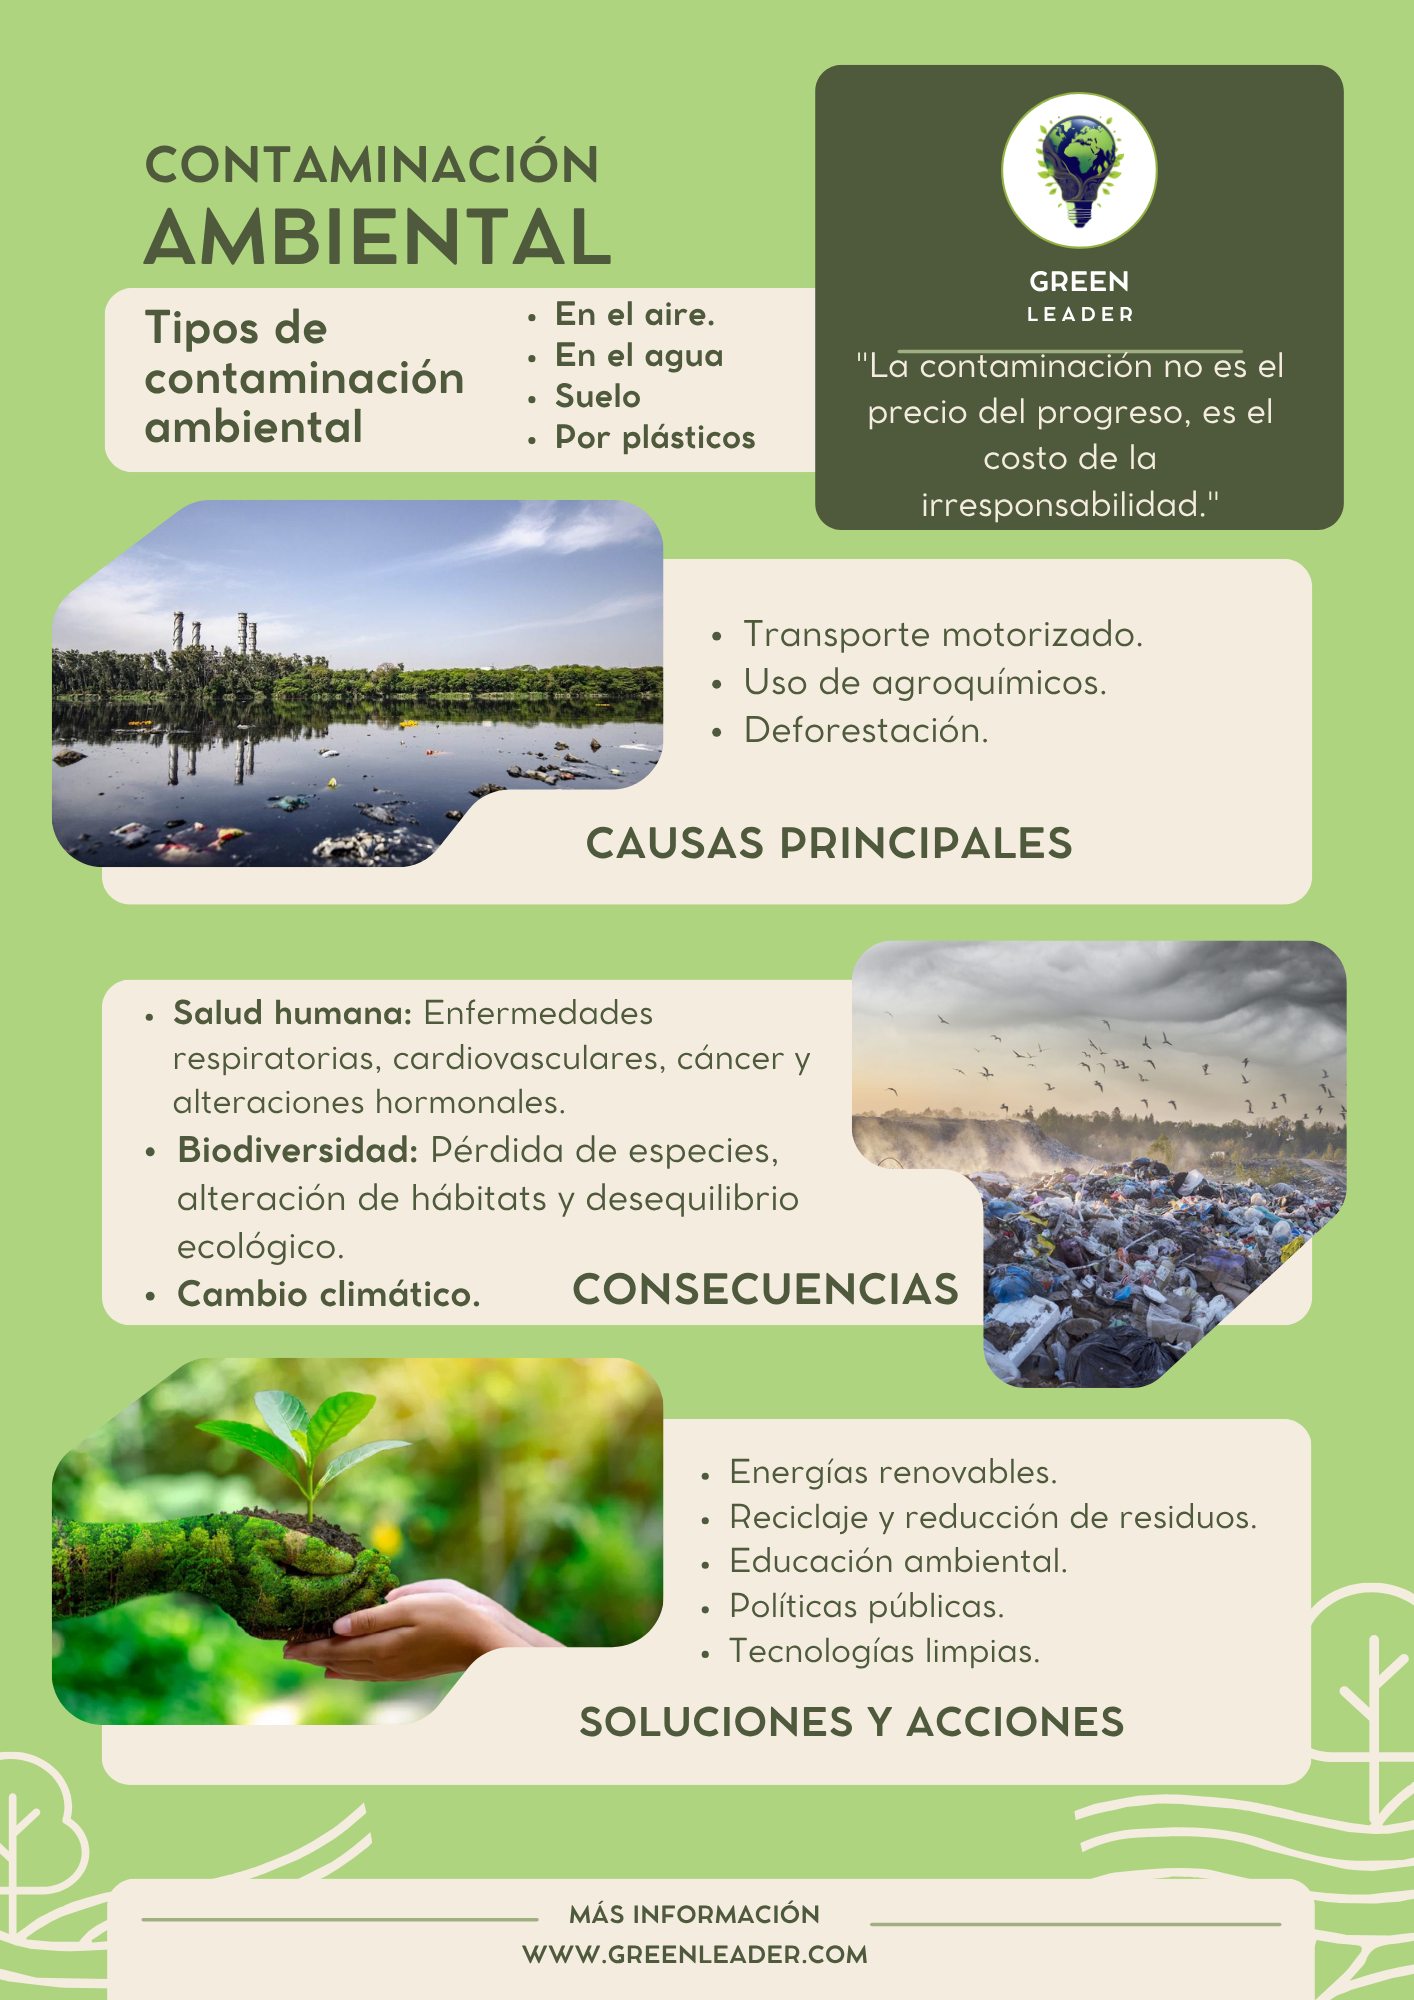 CONTAMINACIÓN
AMBIENTAL
Tipos de
contaminación
ambiental
• En el aire.
• En el agua
• Suelo
• Por plásticos
GREEN
LEADER
"La contaminación no es el
precio del progreso, es el
costo de la
irresponsabilidad."
• Transporte motorizado.
• Uso de agroquímicos.
• Deforestación.
CAUSAS PRINCIPALES
• Salud humana: Enfermedades
respiratorias, cardiovasculares, cáncer y
alteraciones hormonales.
• Biodiversidad: Pérdida de especies,
alteración de hábitats y desequilibrio
ecológico.
• Cambio climático.
CONSECUENCIAS
• Energías renovables.
• Reciclaje y reducción de residuos.
• Educación ambiental.
• Políticas públicas.
• Tecnologías limpias.
SOLUCIONES Y ACCIONES
MÁS INFORMACIÓN
WWW.GREENLEADER.COM